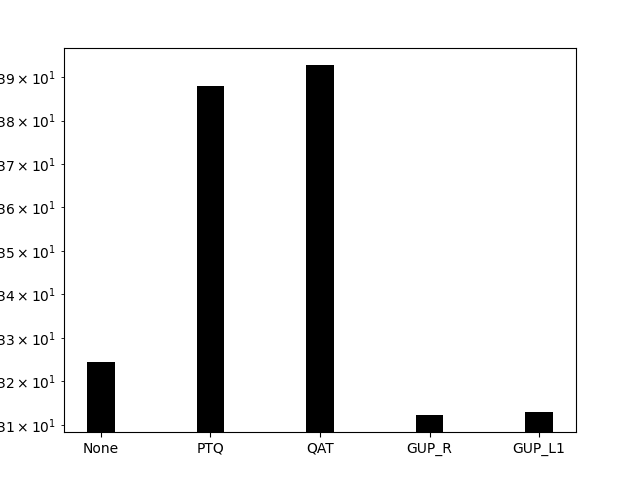 39 × 10¹
38 × 10¹
37 × 10¹
36 × 10¹
35 × 10¹
34 × 10¹
33 × 10¹
32 × 10¹
31 × 10¹
None PTQ QAT GUP_R GUP_L1